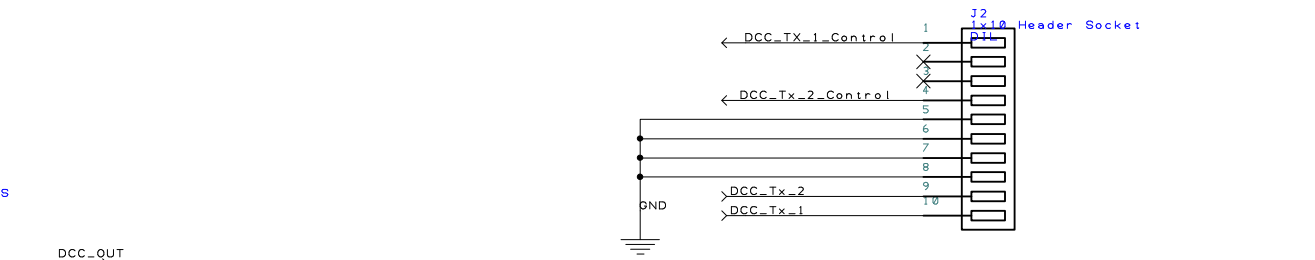 J2
1x10 Header Socket
DIL
1
DCC_TX_1_Control
2
3
4
DCC_Tx_2_Control
5
6
7
8
9
DCC_Tx_2
S
10
GND
DCC_Tx_1
DCC_OUT